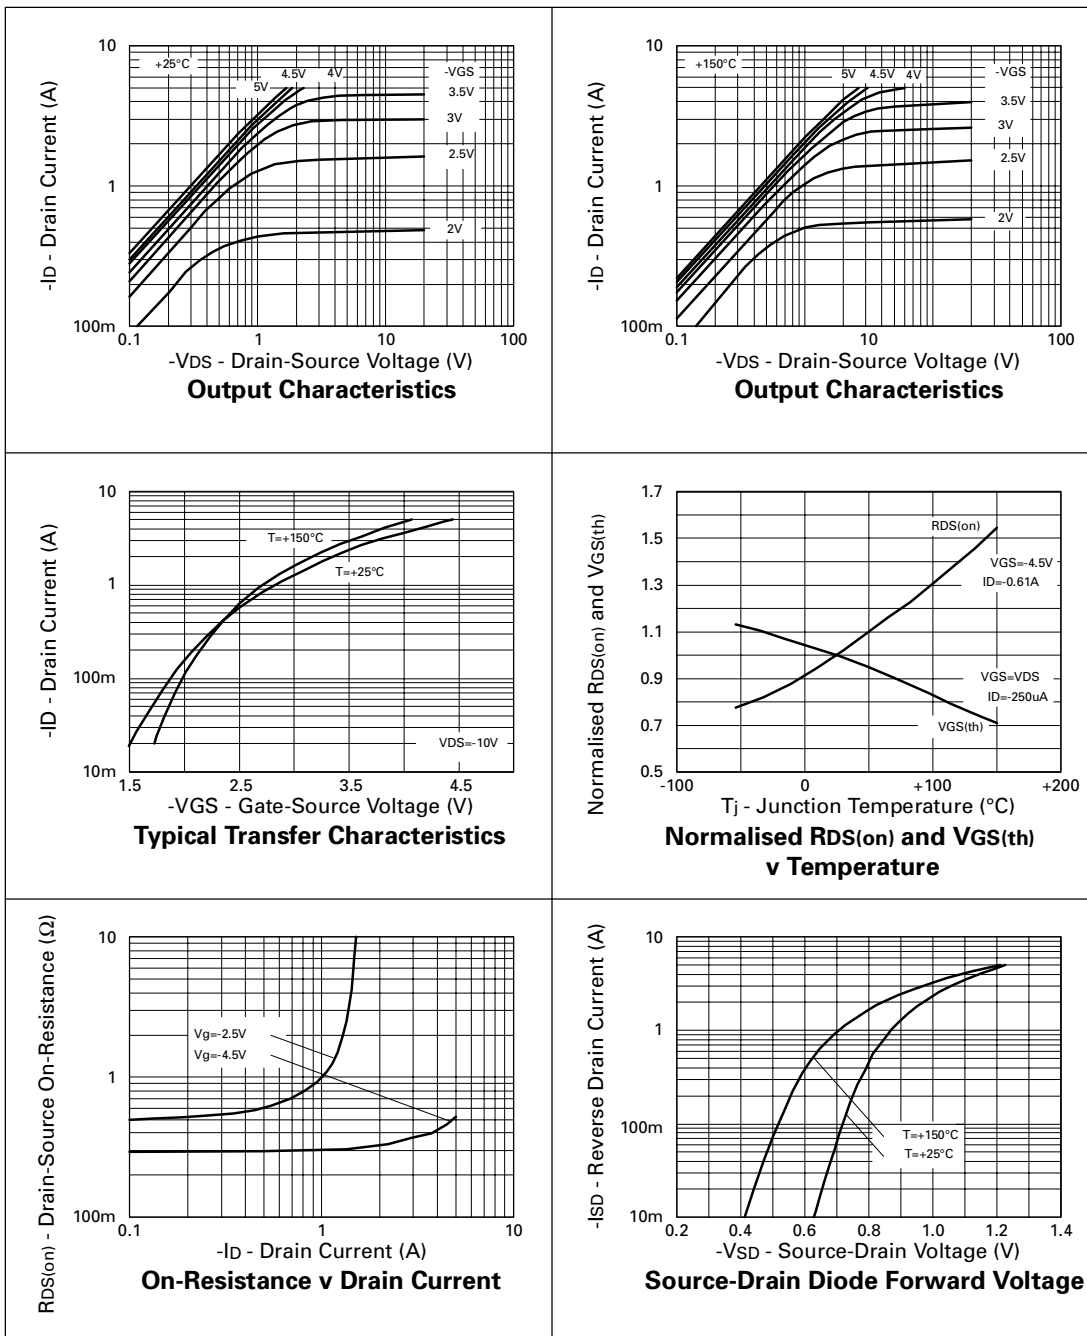 10
1
100m
0.1
1
10
100
+25°C
4.5V
4V
5V
-VGS
3.5V
3V
2.5V
2V
-ID - Drain Current (A)
-VDS - Drain-Source Voltage (V)
Output Characteristics
10
1
100m
0.1
10
100
+150°C
5V
4.5V
4V
-VGS
3.5V
3V
2.5V
2V
-ID - Drain Current (A)
-VDS - Drain-Source Voltage (V)
Output Characteristics
10
1
100m
10m
1.5
2.5
3.5
4.5
T=+150°C
T=+25°C
VDS=-10V
-ID - Drain Current (A)
-VGS - Gate-Source Voltage (V)
Typical Transfer Characteristics
1.7
1.5
1.3
1.1
0.9
0.7
0.5
-100
0
+100
+200
RDS(on)
VGS=-4.5V
ID=-0.61A
VGS=VDS
ID=-250uA
VGS(th)
Normalised RDS(on) and VGS(th)
Tj - Junction Temperature (°C)
Normalised RDS(on) and VGS(th)
v Temperature
10
1
100m
0.1
1
10
Vg=-2.5V
Vg=-4.5V
RDS(on) - Drain-Source On-Resistance (Ω)
-ID - Drain Current (A)
On-Resistance v Drain Current
10
1
100m
10m
0.2
0.4
0.6
0.8
1.0
1.2
1.4
T=+150°C
T=+25°C
-ISD - Reverse Drain Current (A)
-VSD - Source-Drain Voltage (V)
Source-Drain Diode Forward Voltage